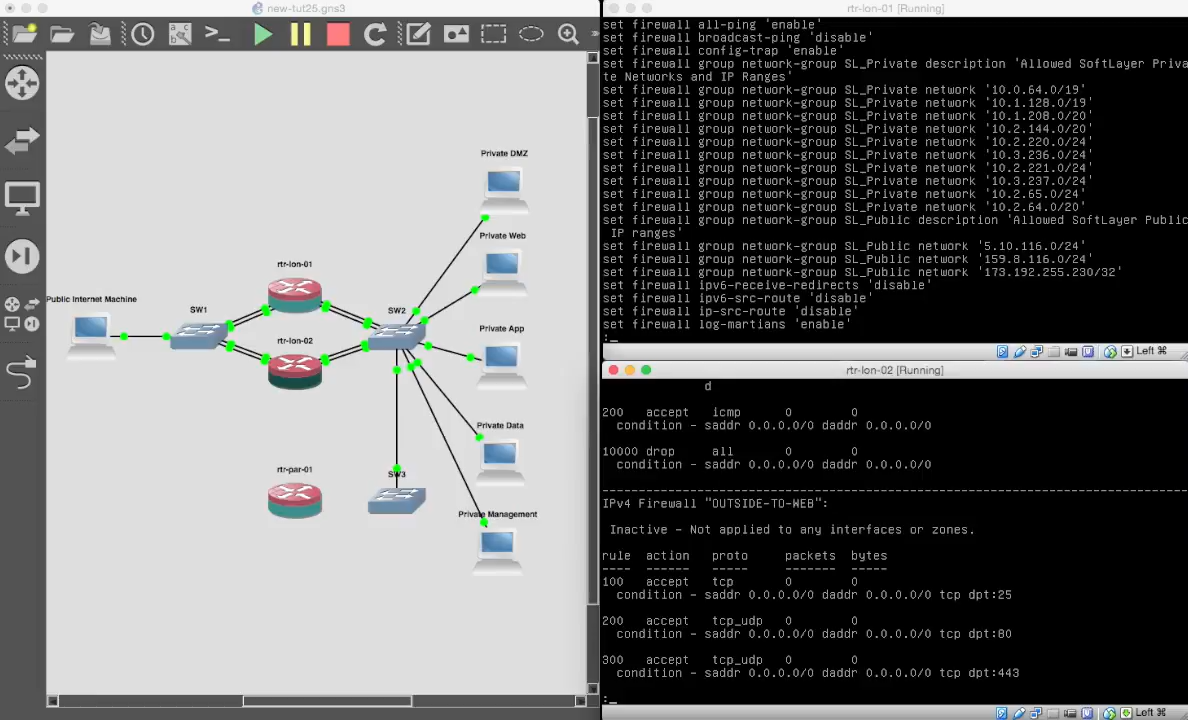 new-tut25.gns3
Private DMZ
Private Web
rtr-lon-01
Public Internet Machine
SW1
SW2
Private App
rtr-lon-02
Private Data
rtr-par-01
SW3
Private Management
rtr-lon-01 [Running]
set firewall all-ping 'enable'
set firewall broadcast-ping 'disable'
set firewall config-trap 'enable'
set firewall group network-group SL_Private description 'Allowed SoftLayer Priva
te Networks and IP Ranges'
set firewall group network-group SL_Private network '10.0.64.0/19'
set firewall group network-group SL_Private network '10.1.128.0/19'
set firewall group network-group SL_Private network '10.1.208.0/20'
set firewall group network-group SL_Private network '10.2.144.0/20'
set firewall group network-group SL_Private network '10.2.220.0/24'
set firewall group network-group SL_Private network '10.3.236.0/24'
set firewall group network-group SL_Private network '10.2.221.0/24'
set firewall group network-group SL_Private network '10.3.237.0/24'
set firewall group network-group SL_Private network '10.2.65.0/24'
set firewall group network-group SL_Private network '10.2.64.0/20'
set firewall group network-group SL_Public description 'Allowed SoftLayer Public
 IP ranges'
set firewall group network-group SL_Public network '5.10.116.0/24'
set firewall group network-group SL_Public network '159.8.116.0/24'
set firewall group network-group SL_Public network '173.192.255.230/32'
set firewall ipv6-receive-redirects 'disable'
set firewall ipv6-src-route 'disable'
set firewall ip-src-route 'disable'
set firewall log-martians 'enable'
:_
Left ⌘
rtr-lon-02 [Running]
d
200 accept icmp 0 0
condition - saddr 0.0.0.0/0 daddr 0.0.0.0/0
10000 drop all 0 0
condition - saddr 0.0.0.0/0 daddr 0.0.0.0/0
--------------------------------------------------------------------------------
IPv4 Firewall "OUTSIDE-TO-WEB":
Inactive - Not applied to any interfaces or zones.
rule action proto packets bytes
---- ------ ----- ------- -----
100 accept tcp 0 0
condition - saddr 0.0.0.0/0 daddr 0.0.0.0/0 tcp dpt:25
200 accept tcp_udp 0 0
condition - saddr 0.0.0.0/0 daddr 0.0.0.0/0 tcp dpt:80
300 accept tcp_udp 0 0
condition - saddr 0.0.0.0/0 daddr 0.0.0.0/0 tcp dpt:443
:_
Left ⌘